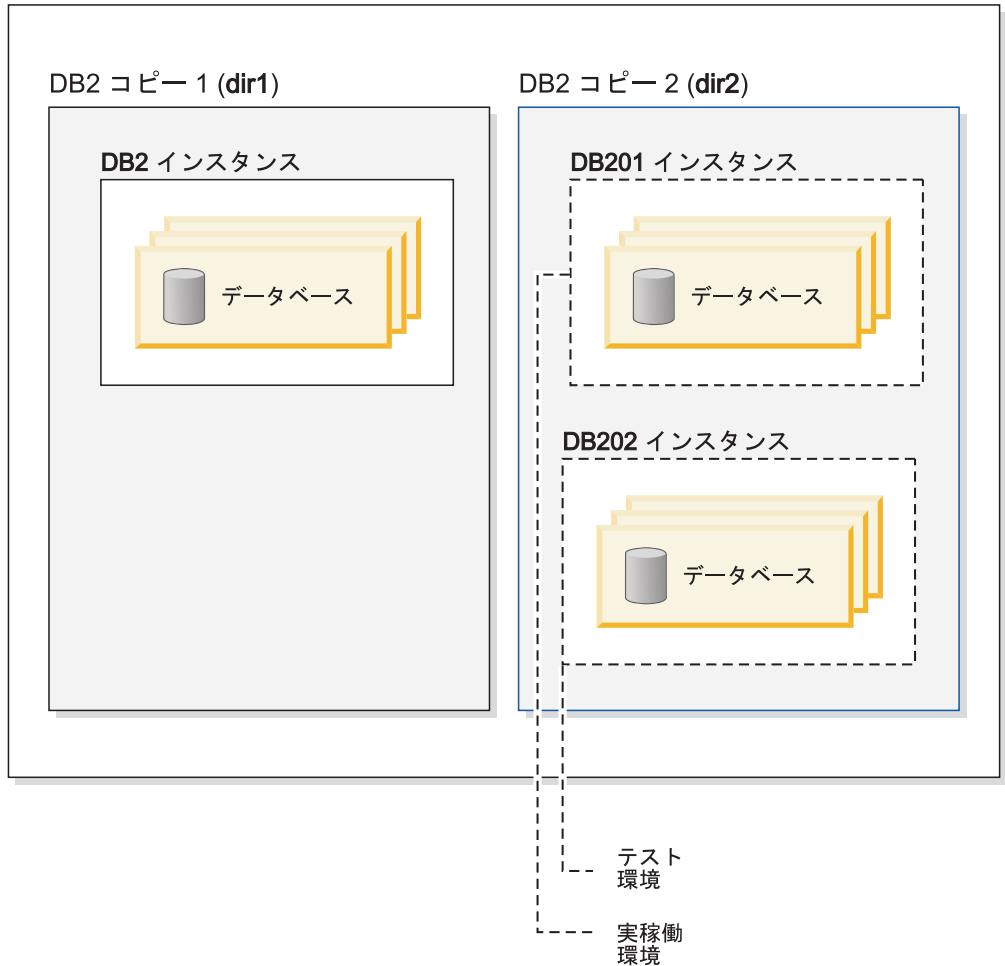 DB2 コピー 1 (dir1)
DB2 インスタンス
データベース
DB2 コピー 2 (dir2)
DB201 インスタンス
データベース
DB202 インスタンス
データベース
テスト
環境
実稼働
環境